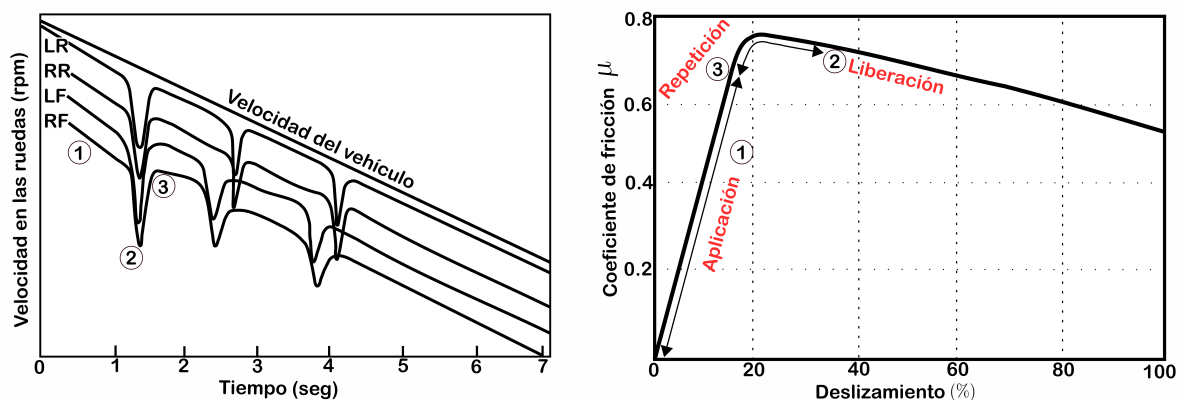 Velocidad en las ruedas (rpm)
LR
RR
LF
RF
1
2
3
Velocidad del vehículo
0 1 2 3 4 5 6 7
Tiempo (seg)
Coeficiente de fricción μ
0.8
0.6
0.4
0.2
Repetición
3
2
Liberación
1
Aplicación
0 20 40 60 80 100
Deslizamiento (%)